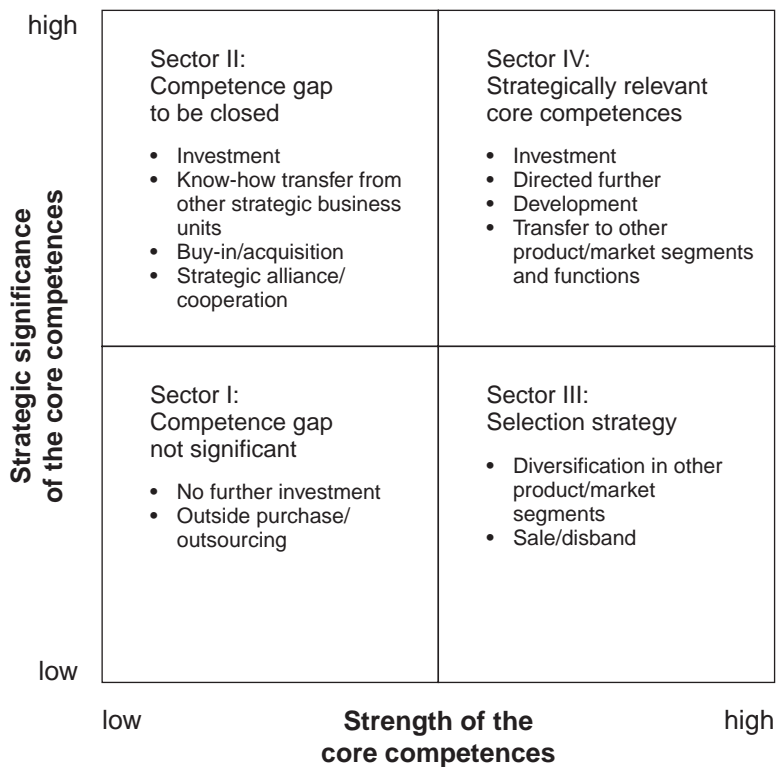 high
Sector II:
Competence gap
to be closed
• Investment
• Know-how transfer from
other strategic business
units
• Buy-in/acquisition
• Strategic alliance/
cooperation
Sector IV:
Strategically relevant
core competences
• Investment
• Directed further
• Development
• Transfer to other
product/market segments
and functions
Strategic significance
of the core competences
Sector I:
Competence gap
not significant
• No further investment
• Outside purchase/
outsourcing
Sector III:
Selection strategy
• Diversification in other
product/market
segments
• Sale/disband
low
low
Strength of the
core competences
high